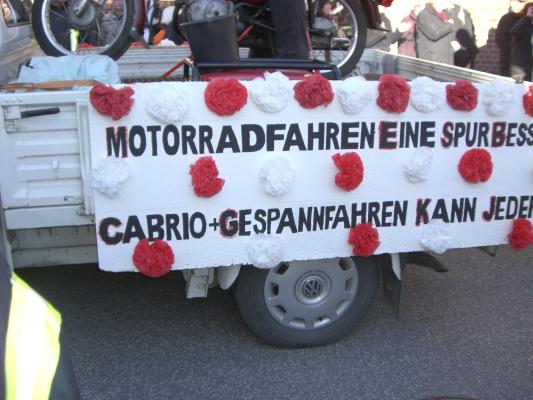 MOTORRADFAHREN EINE SPUR BESS
CABRIO+GESPANNFAHREN KANN JEDER